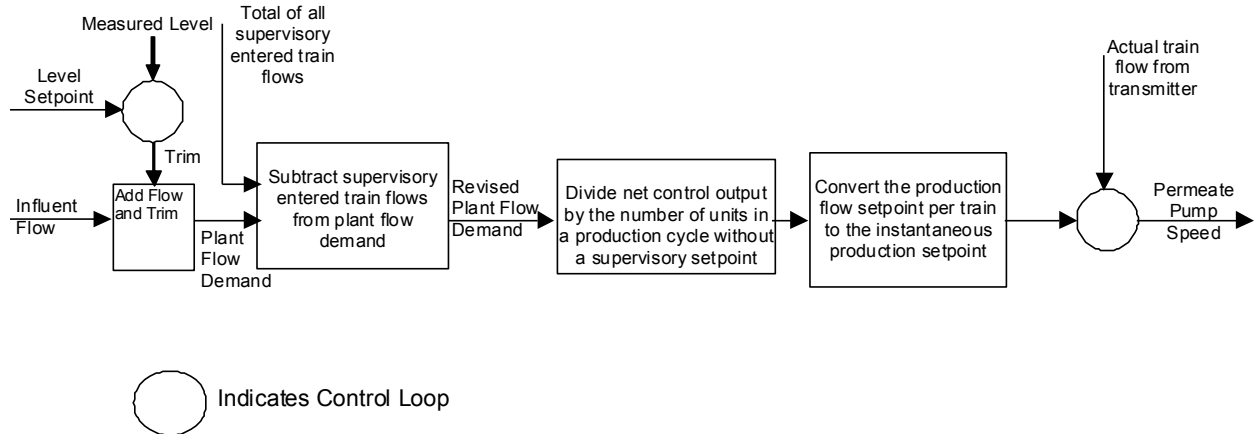 Measured Level
Total of all
supervisory
entered train
flows
Level
Setpoint
Trim
Influent
Flow
Add Flow
and Trim
Plant
Flow
Demand
Subtract supervisory
entered train flows
from plant flow
demand
Revised
Plant Flow
Demand
Divide net control output
by the number of units in
a production cycle without
a supervisory setpoint
Convert the production
flow setpoint per train
to the instantaneous
production setpoint
Actual train
flow from
transmitter
Permeate
Pump
Speed
Indicates Control Loop